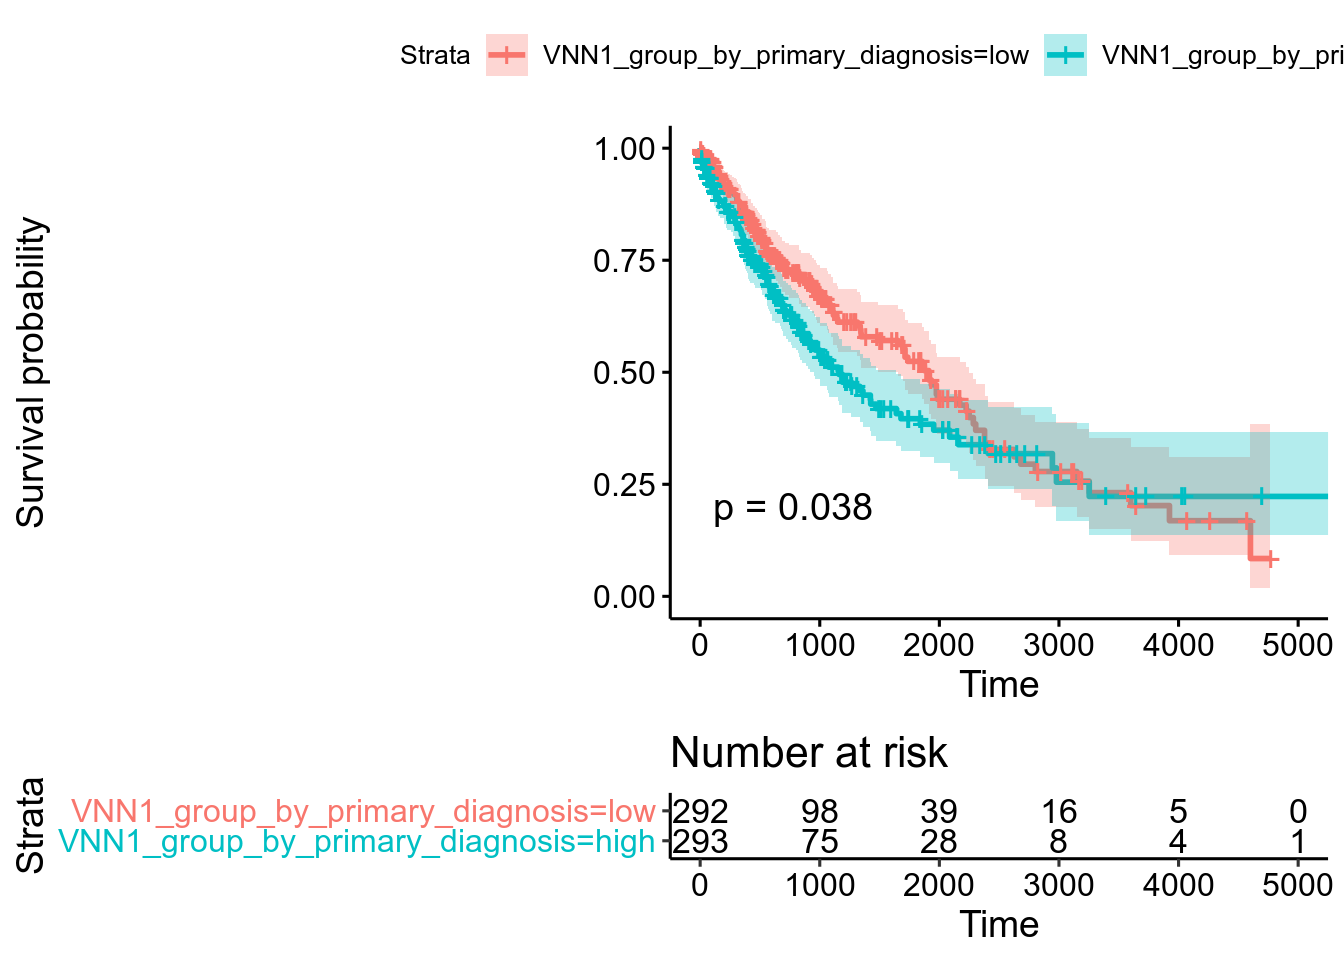 Strata VNN1_group_by_primary_diagnosis=low VNN1_group_by_pri
Survival probability
1.00
0.75
0.50
0.25
0.00
p = 0.038
0 1000 2000 3000 4000 5000
Time
Number at risk
Strata
VNN1_group_by_primary_diagnosis=low 292 98 39 16 5 0
VNN1_group_by_primary_diagnosis=high 293 75 28 8 4 1
0 1000 2000 3000 4000 5000
Time